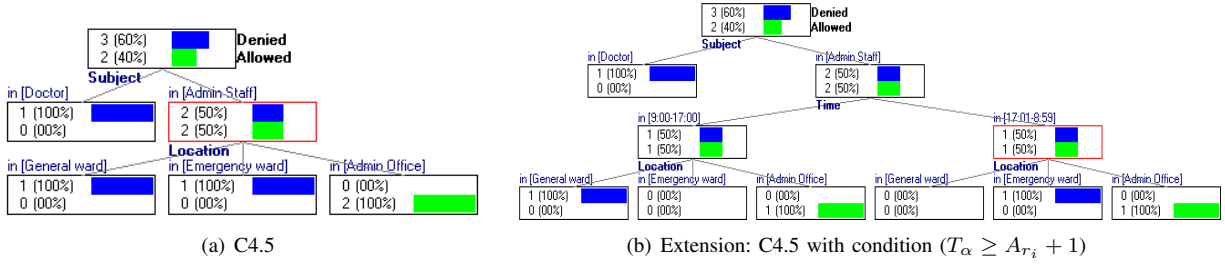 3 (60%) Denied
2 (40%) Allowed
Subject
in [Doctor] in [Admin Staff]
1 (100%) 2 (50%)
0 (00%) 2 (50%)
Location
in [General ward] in [Emergency ward] in [Admin Office]
1 (100%) 1 (100%) 0 (00%)
0 (00%) 0 (00%) 2 (100%)
(a) C4.5
3 (60%) Denied
2 (40%) Allowed
Subject
in [Doctor] in [Admin Staff]
1 (100%) 2 (50%)
0 (00%) 2 (50%)
Time
in [9:00-17:00] in [17:01-8:59]
1 (50%) 1 (50%)
1 (50%) 1 (50%)
Location Location
in [General ward] in [Emergency ward] in [Admin Office] in [General ward] in [Emergency ward] in [Admin Office]
1 (100%) 0 (00%) 0 (00%) 0 (00%) 1 (100%) 0 (00%)
0 (00%) 0 (00%) 1 (100%) 0 (00%) 0 (00%) 1 (100%)
(b) Extension: C4.5 with condition (T_α ≥ A_{r_i} + 1)